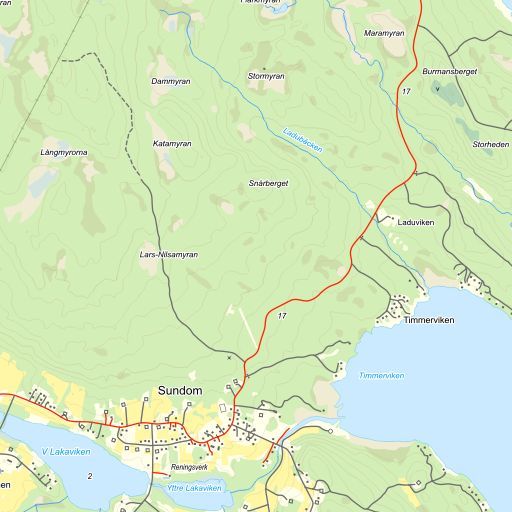 Maramyran
Stormyran
Dammyran
Burmansberget
17
Ladubäcken
Katamyran
Långmyrorna
Storheden
Snårberget
Laduviken
Lars-Nilsamyran
17
Timmerviken
Timmerviken
Sundom
V Lakaviken
Reningsverk
2
Yttre Lakaviken